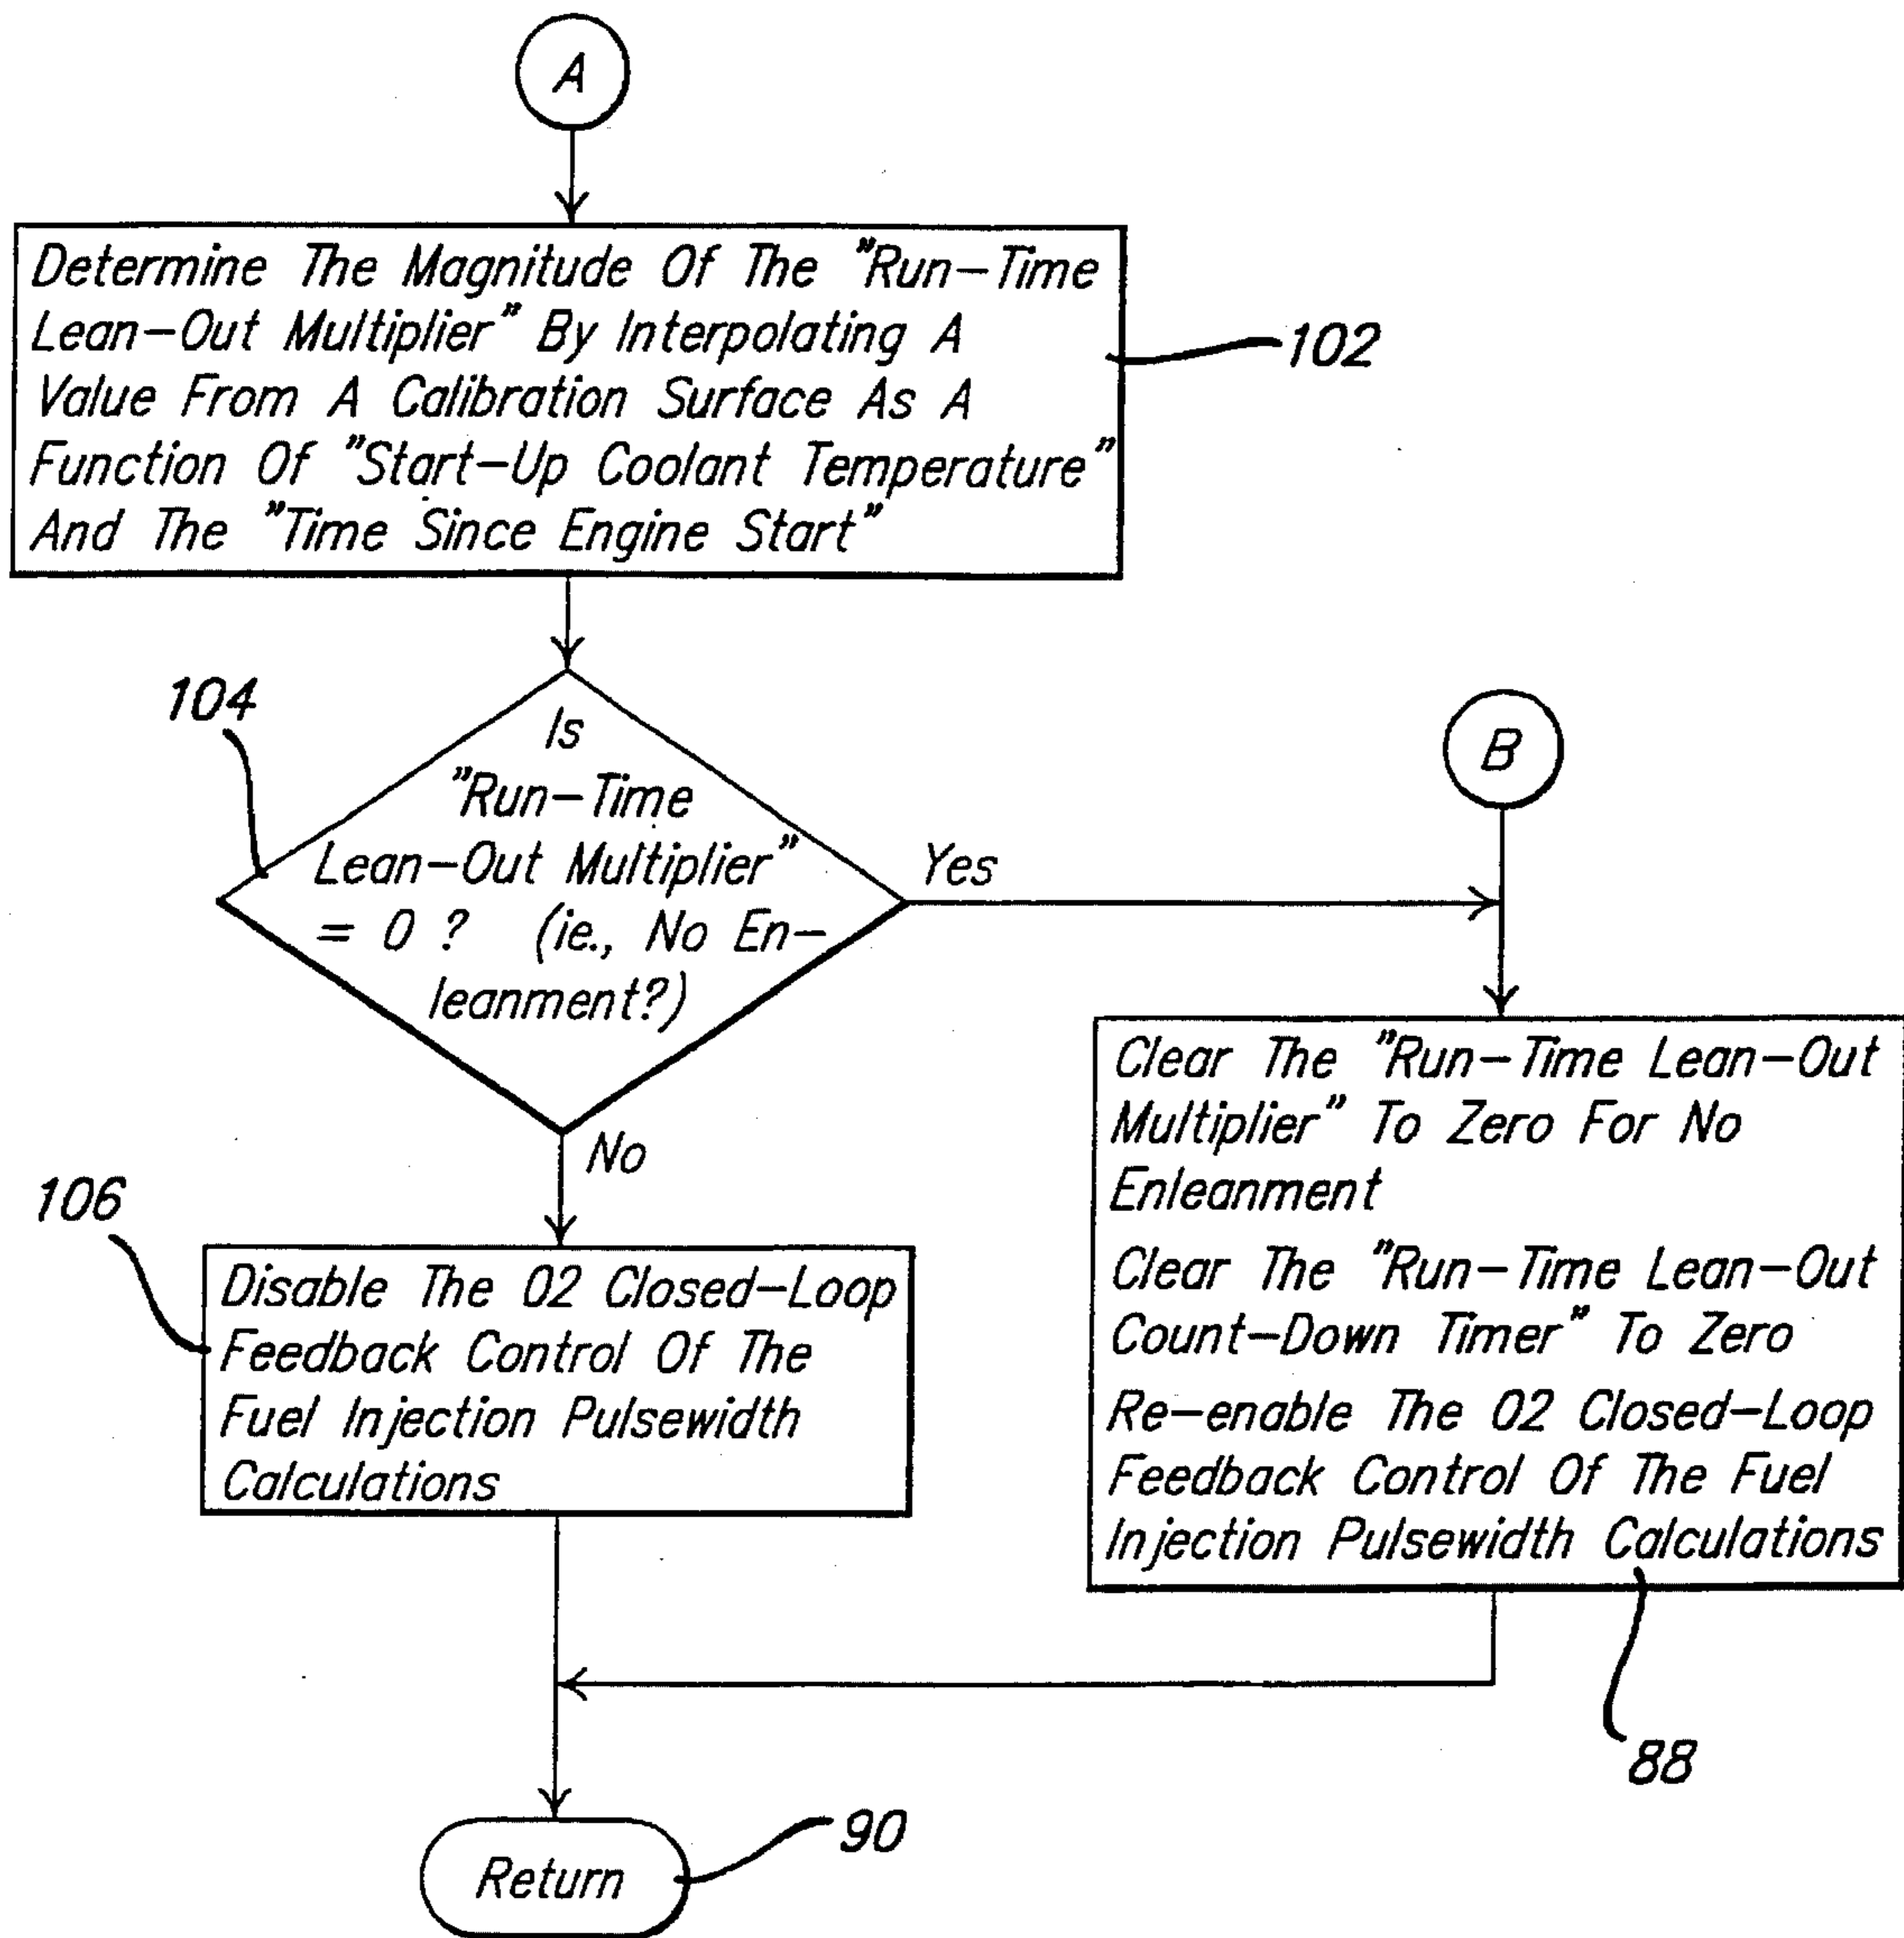 A
Determine The Magnitude Of The "Run-Time
Lean-Out Multiplier" By Interpolating A
Value From A Calibration Surface As A
Function Of "Start-Up Coolant Temperature"
And The "Time Since Engine Start"
102
104
Is
"Run-Time
Lean-Out Multiplier"
= 0 ? (ie., No En-
leanment?)
Yes
B
No
Clear The "Run-Time Lean-Out
Multiplier" To Zero For No
Enleanment
Clear The "Run-Time Lean-Out
Count-Down Timer" To Zero
Re-enable The O2 Closed-Loop
Feedback Control Of The Fuel
Injection Pulsewidth Calculations
88
106
Disable The O2 Closed-Loop
Feedback Control Of The
Fuel Injection Pulsewidth
Calculations
Return
90